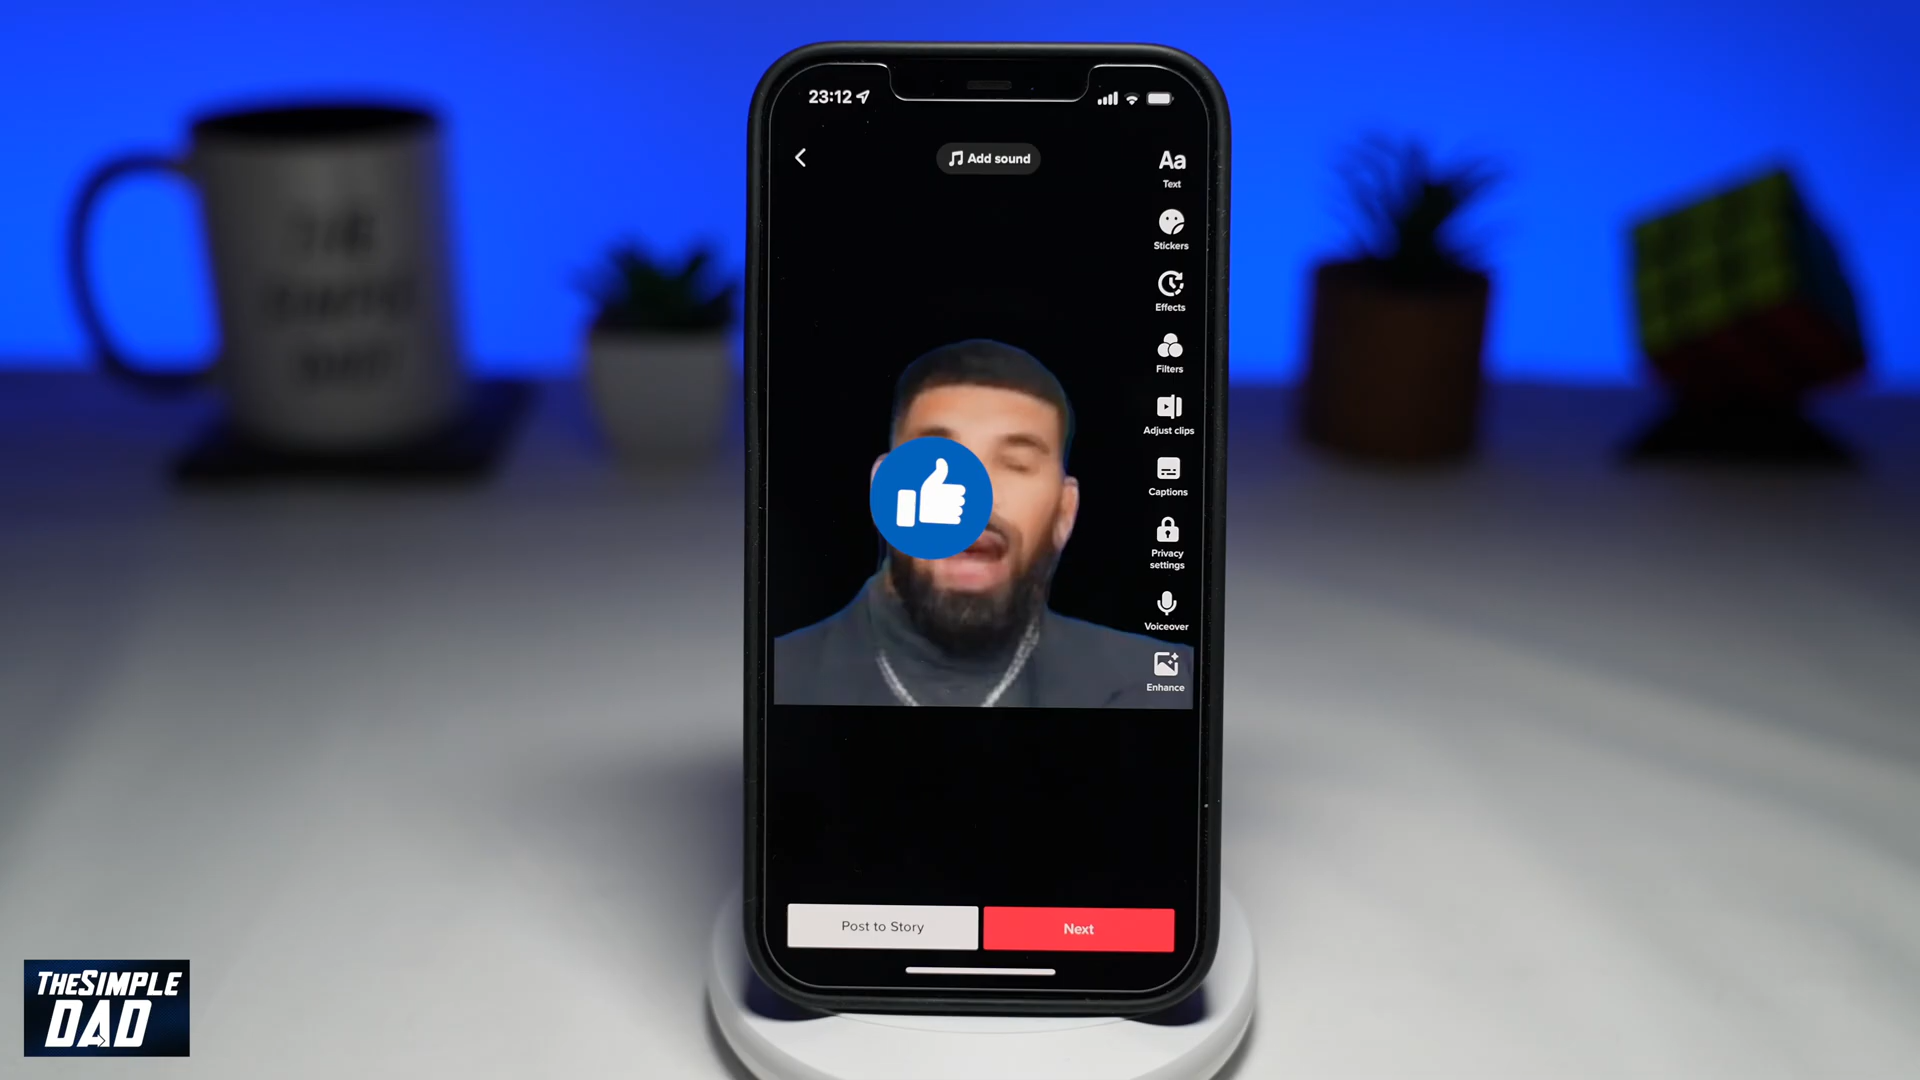 23:12
Add sound
Aa
Text
Stickers
Effects
Filters
Adjust clips
Captions
Privacy
settings
Voiceover
Enhance
Post to Story
Next
THESIMPLE
DAD